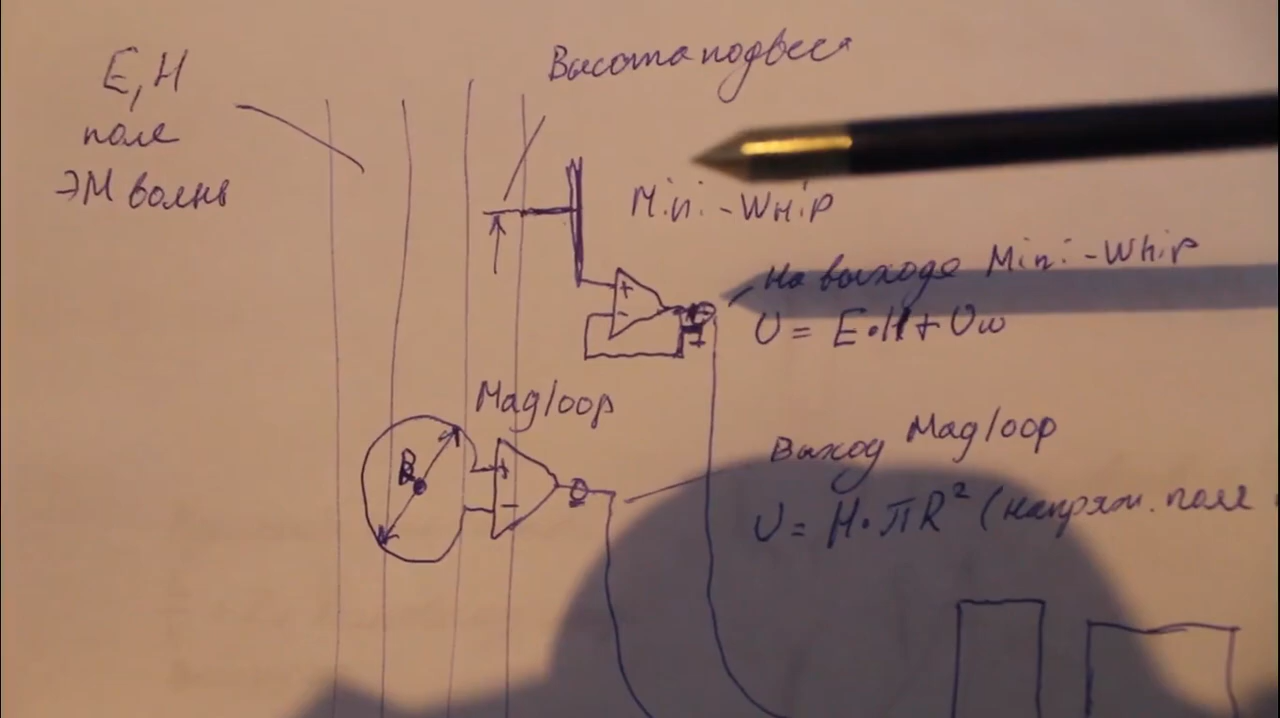 E, H
поле
ЭМ волны
Высота подвеса
Mini-Whip
+
-
На выходе Mini-Whip
U = E·H + Uш
Magloop
R
+
-
Выход Magloop
U = H·πR² (напряж. поле